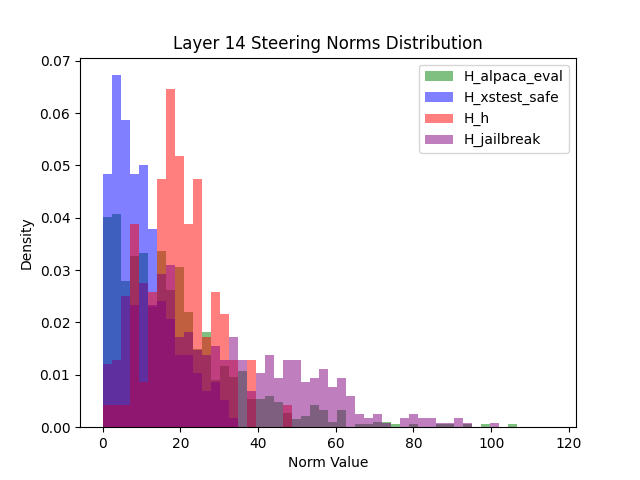 Layer 14 Steering Norms Distribution
H_alpaca_eval
H_xstest_safe
H_h
H_jailbreak
Density
0.07
0.06
0.05
0.04
0.03
0.02
0.01
0.00
0 20 40 60 80 100 120
Norm Value